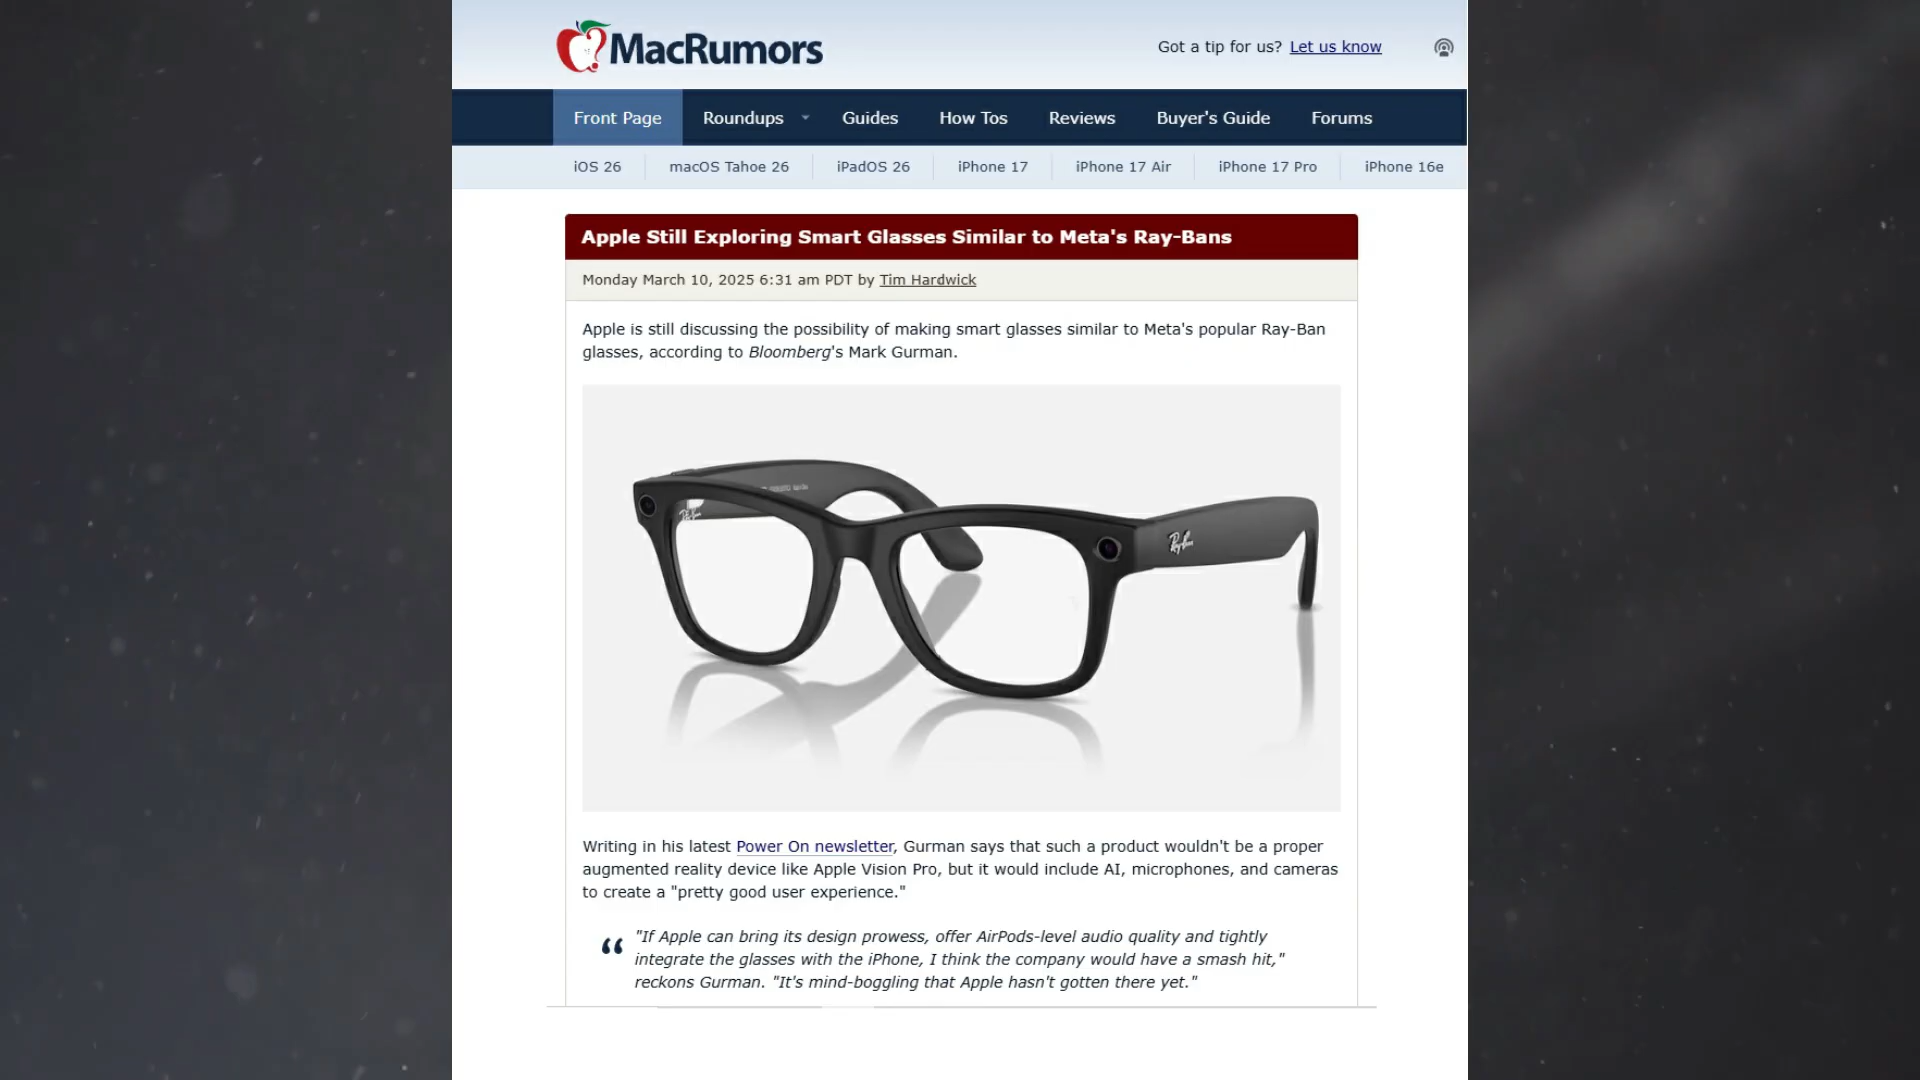 MacRumors
Got a tip for us? Let us know
Front Page Roundups Guides How Tos Reviews Buyer's Guide Forums
iOS 26 macOS Tahoe 26 iPadOS 26 iPhone 17 iPhone 17 Air iPhone 17 Pro iPhone 16e
Apple Still Exploring Smart Glasses Similar to Meta's Ray-Bans
Monday March 10, 2025 6:31 am PDT by Tim Hardwick
Apple is still discussing the possibility of making smart glasses similar to Meta's popular Ray-Ban
glasses, according to Bloomberg's Mark Gurman.
Ray-Ban
Ray-Ban
Writing in his latest Power On newsletter, Gurman says that such a product wouldn't be a proper
augmented reality device like Apple Vision Pro, but it would include AI, microphones, and cameras
to create a "pretty good user experience."
“ "If Apple can bring its design prowess, offer AirPods-level audio quality and tightly
integrate the glasses with the iPhone, I think the company would have a smash hit,"
reckons Gurman. "It's mind-boggling that Apple hasn't gotten there yet."